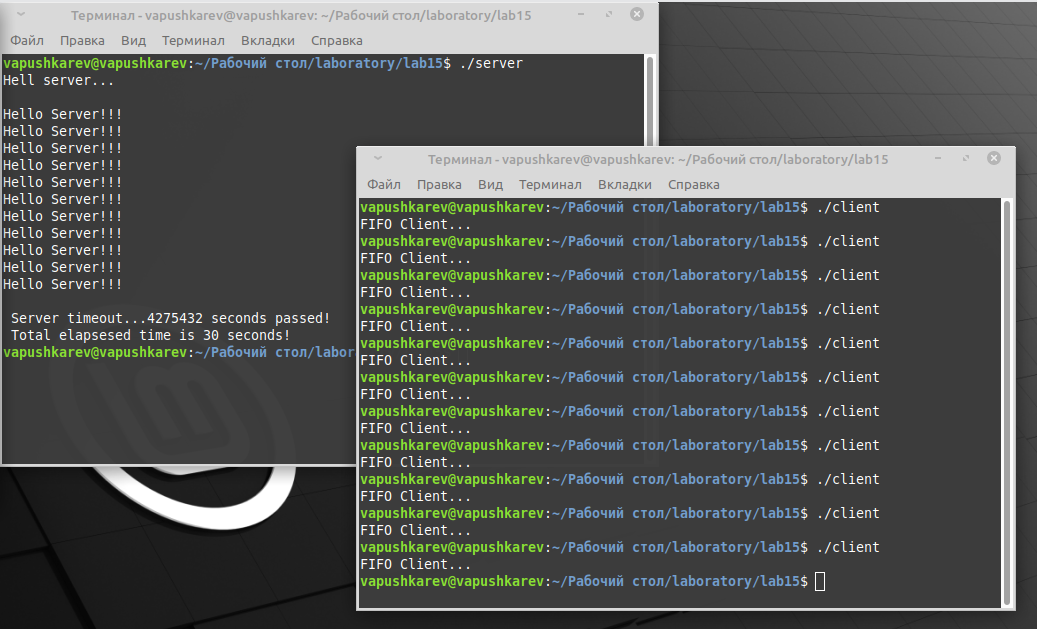 Терминал - vapushkarev@vapushkarev: ~/Рабочий стол/laboratory/lab15
Файл Правка Вид Терминал Вкладки Справка
vapushkarev@vapushkarev:~/Рабочий стол/laboratory/lab15$ ./server
Hell server...
Hello Server!!!
Hello Server!!!
Hello Server!!!
Hello Server!!!
Hello Server!!!
Hello Server!!!
Hello Server!!!
Hello Server!!!
Hello Server!!!
Hello Server!!!
Hello Server!!!
Server timeout...4275432 seconds passed!
Total elapsesed time is 30 seconds!
vapushkarev@vapushkarev:~/Рабочий стол/labor
Терминал - vapushkarev@vapushkarev: ~/Рабочий стол/laboratory/lab15
Файл Правка Вид Терминал Вкладки Справка
vapushkarev@vapushkarev:~/Рабочий стол/laboratory/lab15$ ./client
FIFO Client...
vapushkarev@vapushkarev:~/Рабочий стол/laboratory/lab15$ ./client
FIFO Client...
vapushkarev@vapushkarev:~/Рабочий стол/laboratory/lab15$ ./client
FIFO Client...
vapushkarev@vapushkarev:~/Рабочий стол/laboratory/lab15$ ./client
FIFO Client...
vapushkarev@vapushkarev:~/Рабочий стол/laboratory/lab15$ ./client
FIFO Client...
vapushkarev@vapushkarev:~/Рабочий стол/laboratory/lab15$ ./client
FIFO Client...
vapushkarev@vapushkarev:~/Рабочий стол/laboratory/lab15$ ./client
FIFO Client...
vapushkarev@vapushkarev:~/Рабочий стол/laboratory/lab15$ ./client
FIFO Client...
vapushkarev@vapushkarev:~/Рабочий стол/laboratory/lab15$ ./client
FIFO Client...
vapushkarev@vapushkarev:~/Рабочий стол/laboratory/lab15$ ./client
FIFO Client...
vapushkarev@vapushkarev:~/Рабочий стол/laboratory/lab15$ ./client
FIFO Client...
vapushkarev@vapushkarev:~/Рабочий стол/laboratory/lab15$